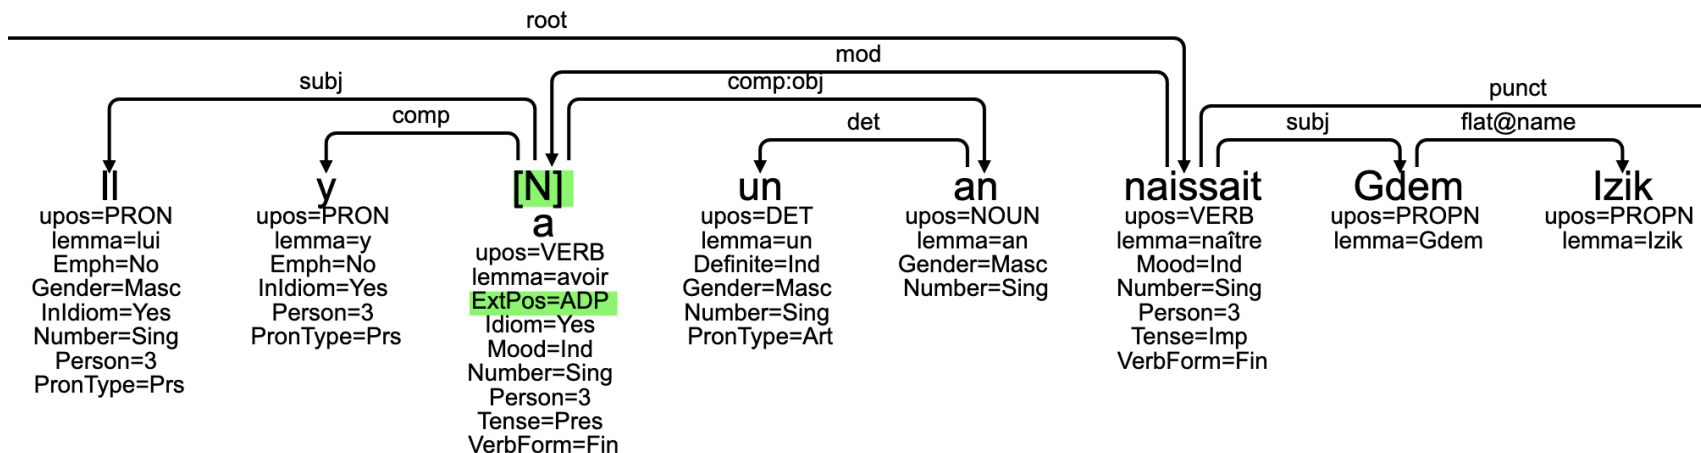 root
mod
subj
comp:obj
punct
comp
det
subj
flat@name
Il
y
[N]
un
an
naissait
Gdem
Izik
a
upos=PRON
lemma=lui
Emph=No
Gender=Masc
InIdiom=Yes
Number=Sing
Person=3
PronType=Prs
upos=PRON
lemma=y
Emph=No
InIdiom=Yes
Person=3
PronType=Prs
upos=VERB
lemma=avoir
ExtPos=ADP
Idiom=Yes
Mood=Ind
Number=Sing
Person=3
Tense=Pres
VerbForm=Fin
upos=DET
lemma=un
Definite=Ind
Gender=Masc
Number=Sing
PronType=Art
upos=NOUN
lemma=an
Gender=Masc
Number=Sing
upos=VERB
lemma=naître
Mood=Ind
Number=Sing
Person=3
Tense=Imp
VerbForm=Fin
upos=PROPN
lemma=Gdem
upos=PROPN
lemma=Izik